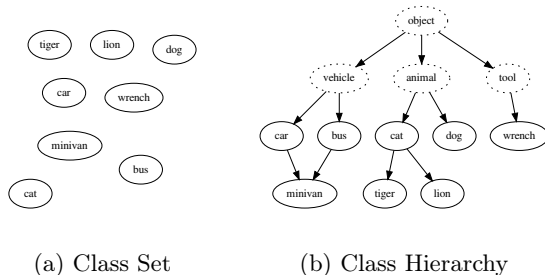 tiger lion dog
car wrench
minivan
bus
cat
object
vehicle animal tool
car bus cat dog wrench
minivan tiger lion
(a) Class Set (b) Class Hierarchy